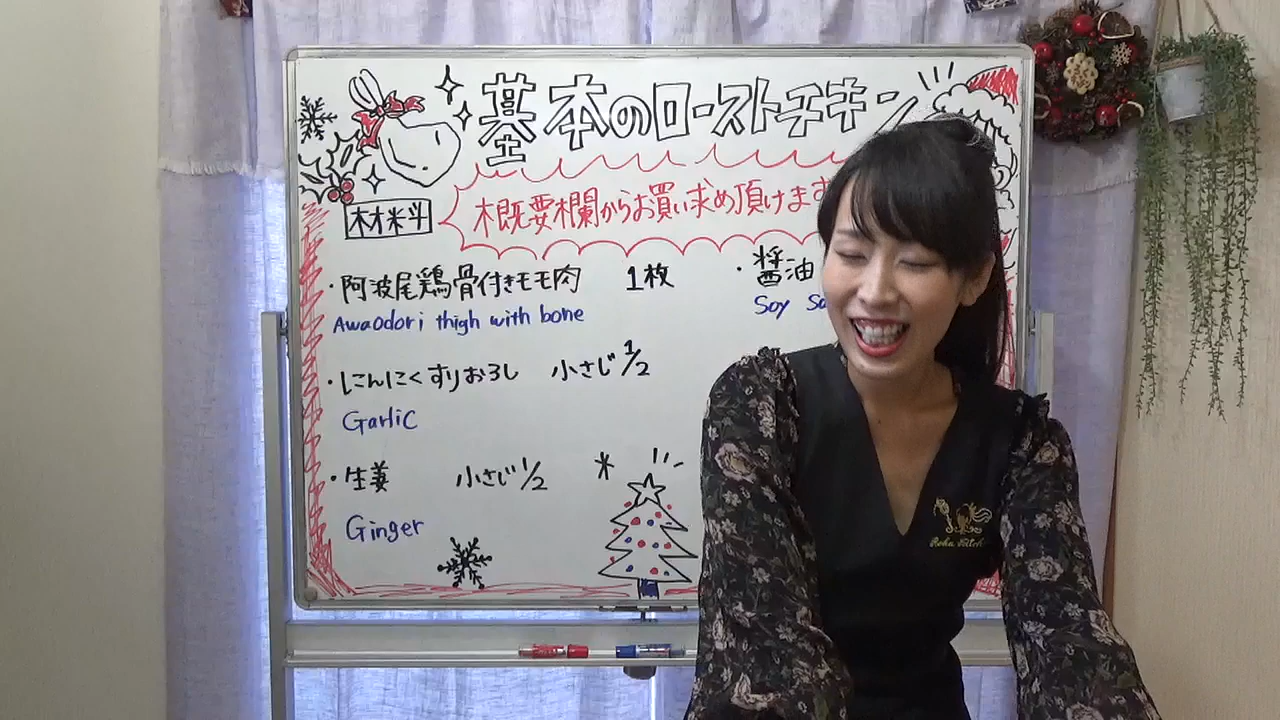 基本のローストチキン
概要欄からお買い求め頂けます
材料
・阿波尾鶏骨付きモモ肉 1枚
Awaodori thigh with bone
・醤油
Soy
・にんにくすりおろし 小さじ1/2
Garlic
・生姜 小さじ1/2
Ginger